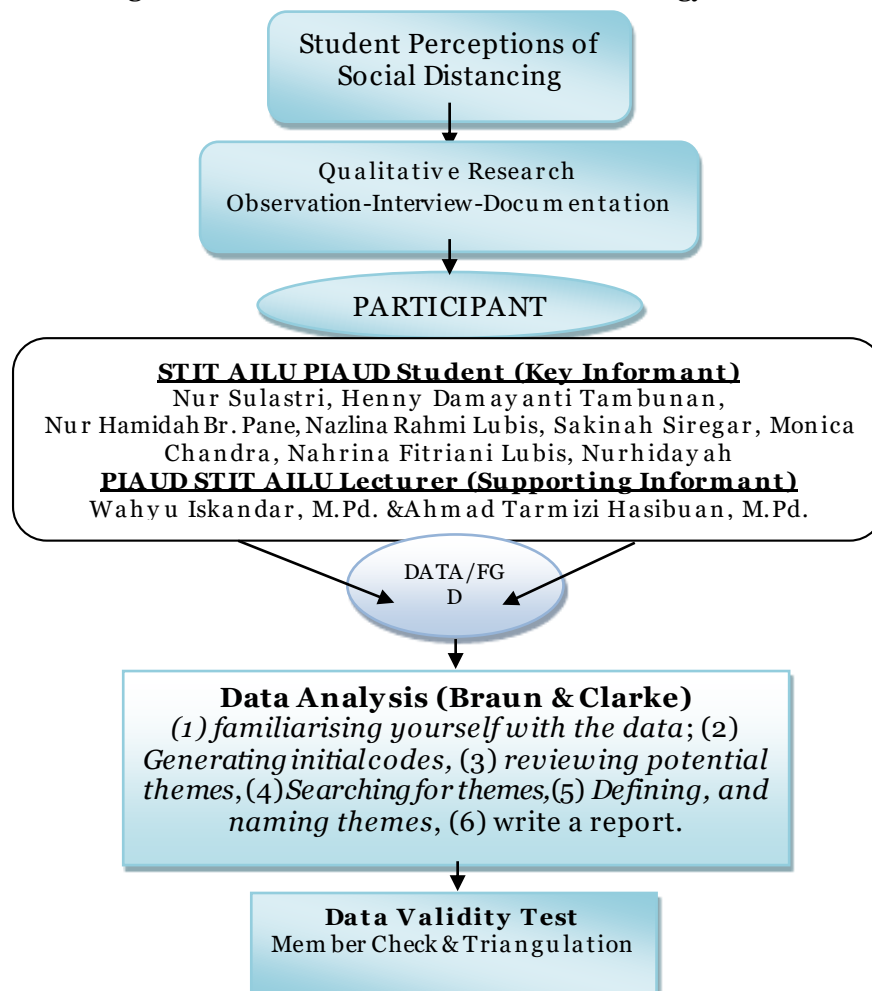 Student Perceptions of
Social Distancing
Qualitative Research
Observation-Interview-Documentation
PARTICIPANT
STIT AILU PIAUD Student (Key Informant)
Nur Sulastri, Henny Damayanti Tambunan,
Nur Hamidah Br. Pane, Nazlina Rahmi Lubis, Sakinah Siregar, Monica
Chandra, Nahrina Fitriani Lubis, Nurhidayah
PIAUD STIT AILU Lecturer (Supporting Informant)
Wahyu Iskandar, M.Pd. &Ahmad Tarmizi Hasibuan, M.Pd.
DATA/FG
D
Data Analysis (Braun & Clarke)
(1) familiarising yourself with the data; (2)
Generating initial codes, (3) reviewing potential
themes, (4) Searching for themes, (5) Defining, and
naming themes, (6) write a report.
Data Validity Test
Member Check & Triangulation